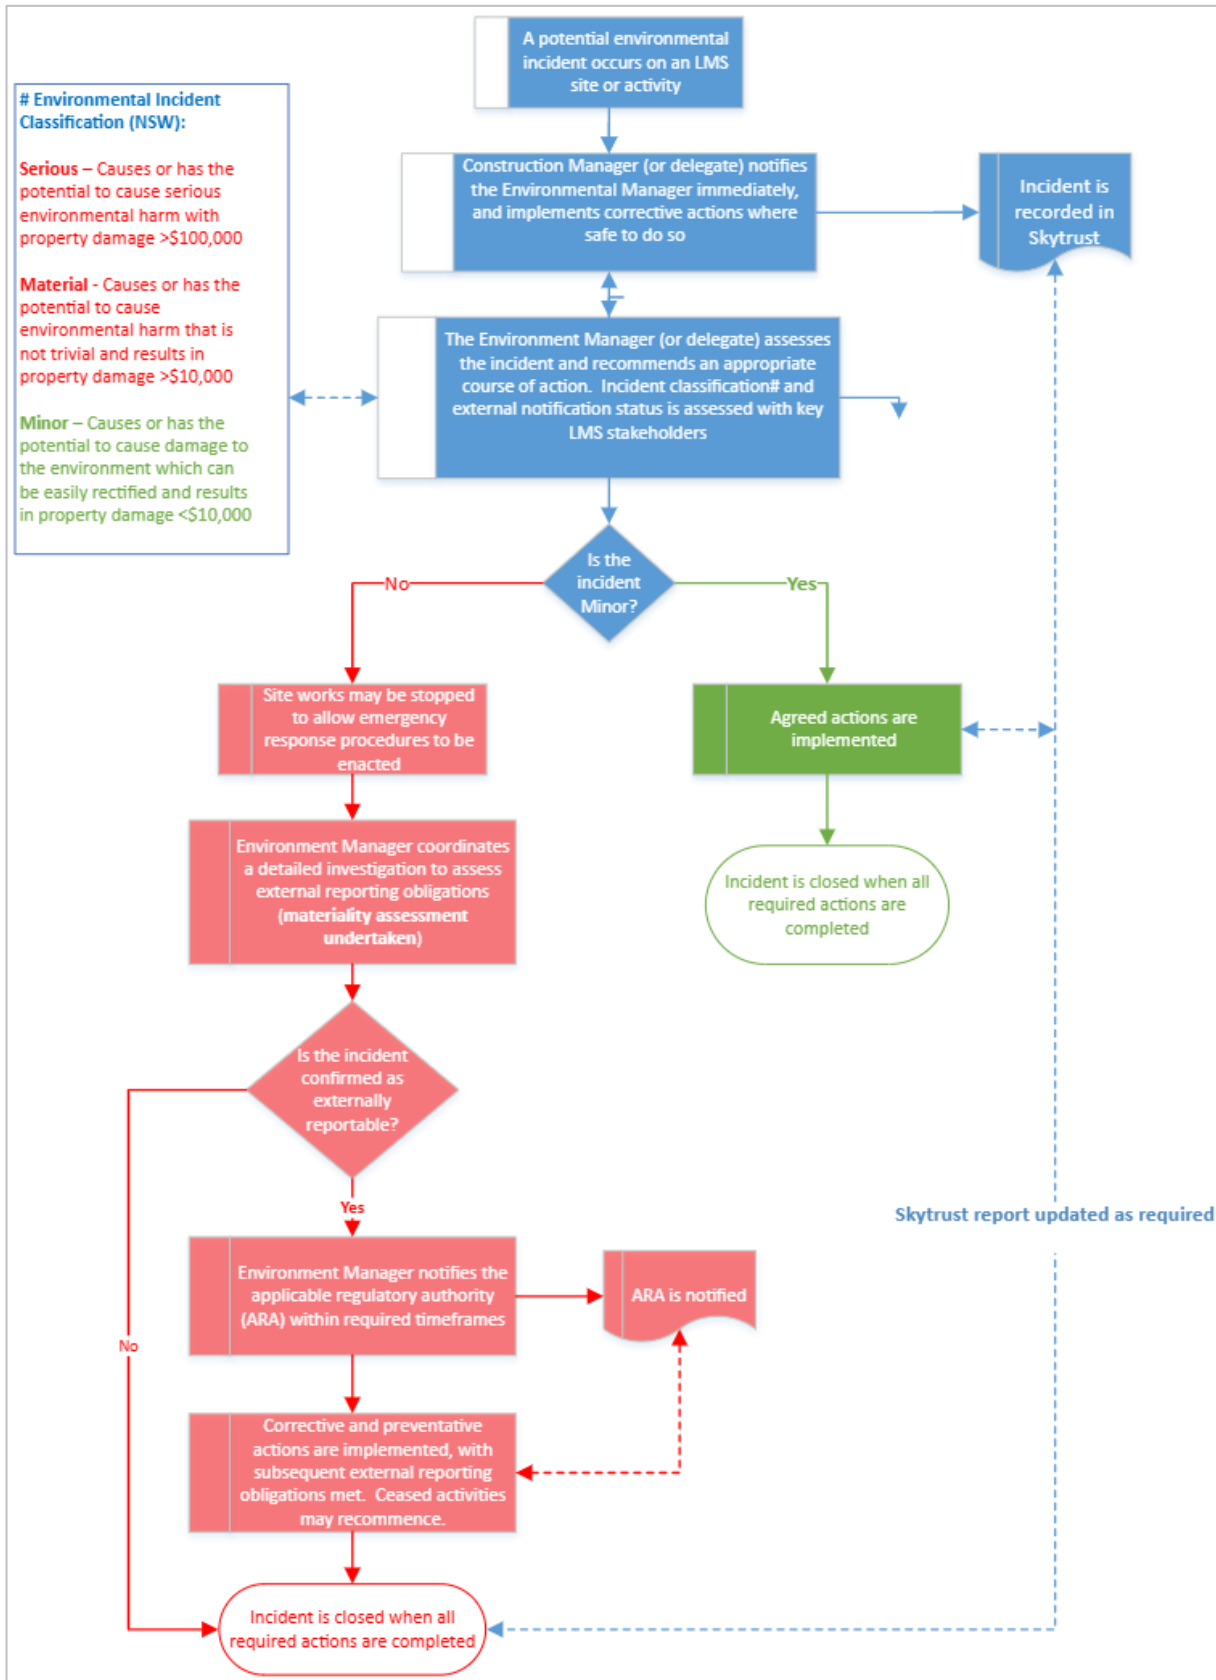 A potential environmental
incident occurs on an LMS
site or activity
# Environmental Incident
Classification (NSW):
Serious – Causes or has the
potential to cause serious
environmental harm with
property damage >$100,000
Material - Causes or has the
potential to cause
environmental harm that is
not trivial and results in
property damage >$10,000
Minor – Causes or has the
potential to cause damage to
the environment which can
be easily rectified and results
in property damage <$10,000
Construction Manager (or delegate) notifies
the Environmental Manager immediately,
and implements corrective actions where
safe to do so
Incident is
recorded in
Skytrust
The Environment Manager (or delegate) assesses
the incident and recommends an appropriate
course of action.  Incident classification# and
external notification status is assessed with key
LMS stakeholders
Is the
incident
Minor?
No
Yes
Site works may be stopped
to allow emergency
response procedures to be
enacted
Agreed actions are
implemented
Environment Manager coordinates
a detailed investigation to assess
external reporting obligations
(materiality assessment
undertaken)
Incident is closed when all
required actions are
completed
Is the incident
confirmed as
externally
reportable?
Yes
No
Skytrust report updated as required
Environment Manager notifies the
applicable regulatory authority
(ARA) within required timeframes
ARA is notified
Corrective and preventative
actions are implemented, with
subsequent external reporting
obligations met.  Ceased activities
may recommence.
Incident is closed when all
required actions are completed